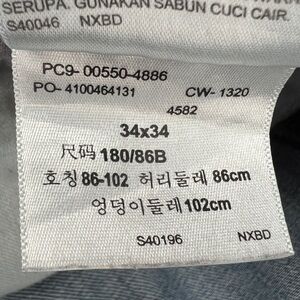 SERUPA. GUNAKAN SABUN CUCI CAIR.
S40046 NXBD
PC9- 00550-4886
PO- 4100464131 CW- 1320
4582
34x34
尺码 180/86B
호칭 86-102 허리둘레 86cm
엉덩이둘레 102cm
S40196 NXBD